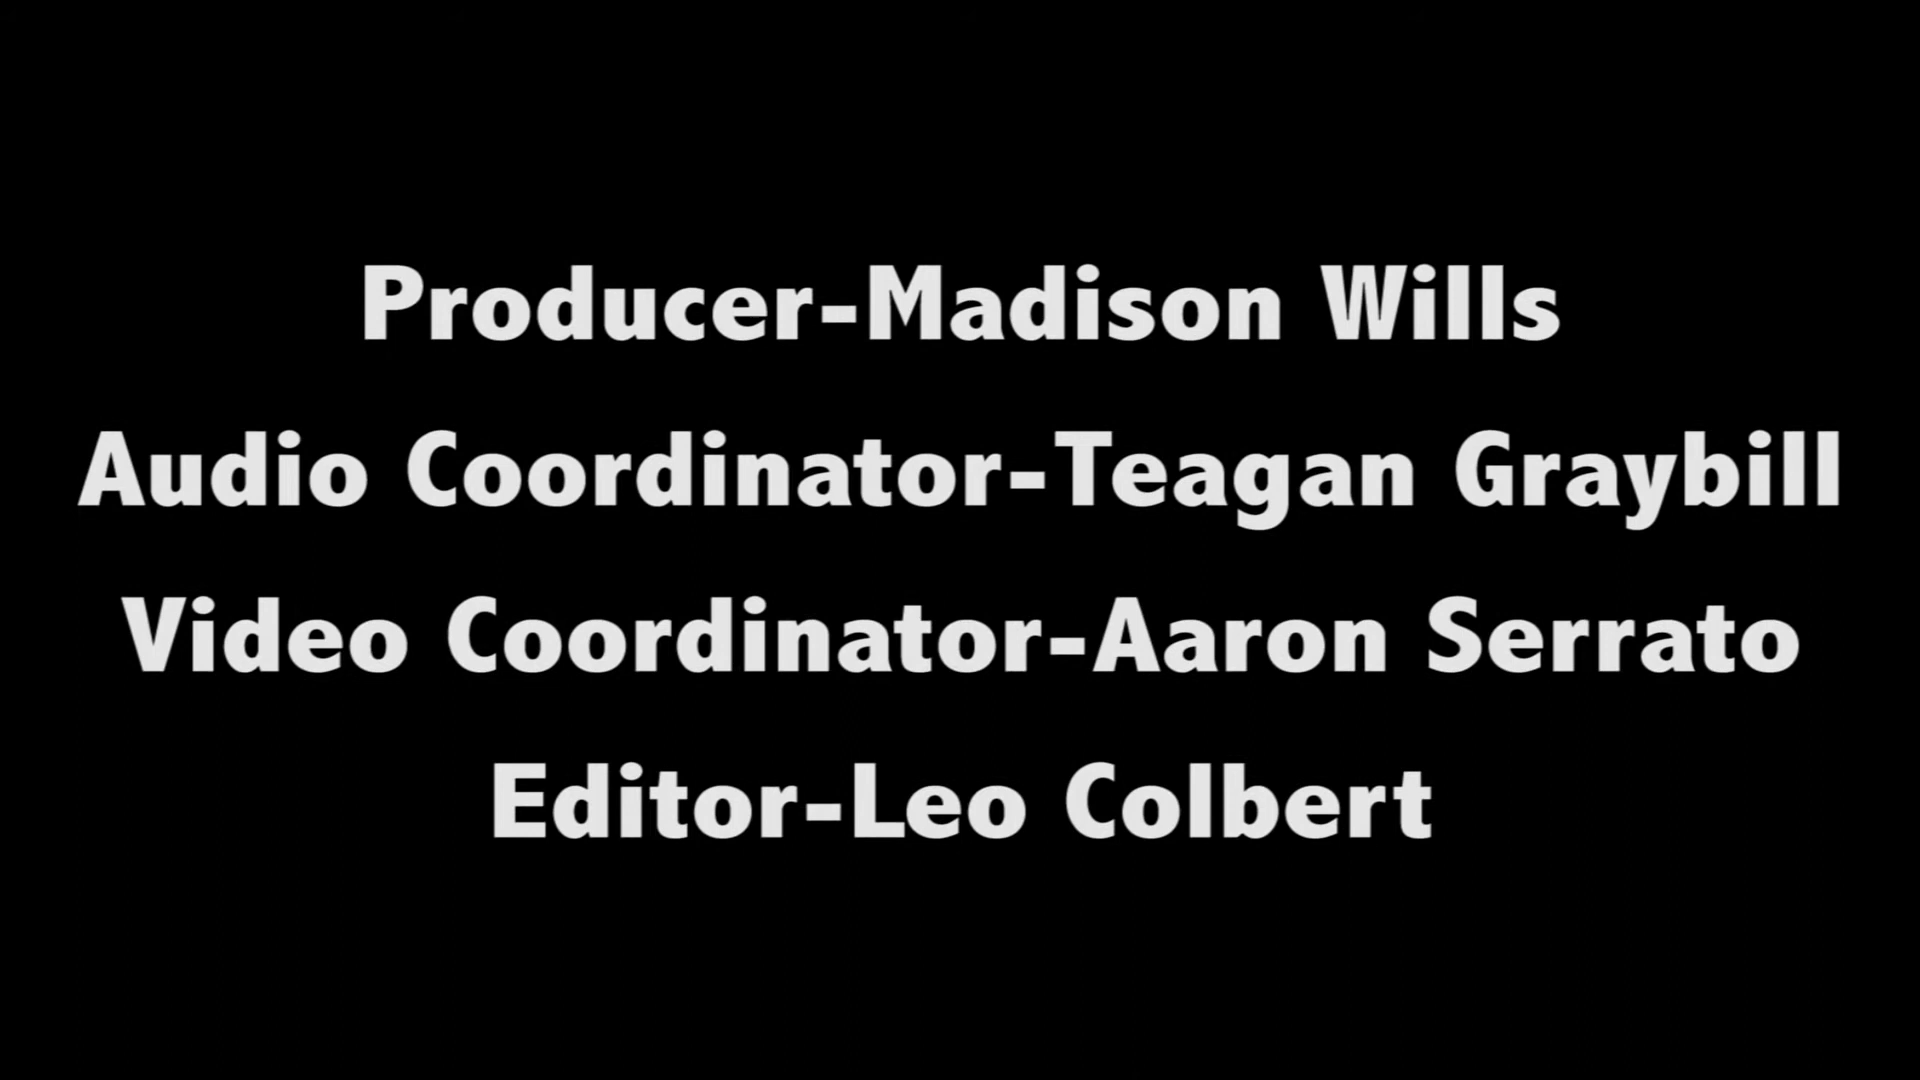 Producer-Madison Wills
Audio Coordinator-Teagan Graybill
Video Coordinator-Aaron Serrato
Editor-Leo Colbert